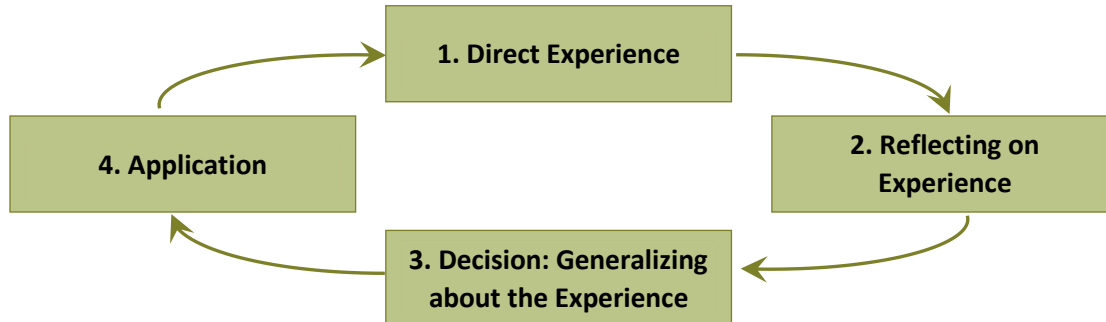 1. Direct Experience
2. Reflecting on
Experience
3. Decision: Generalizing
about the Experience
4. Application